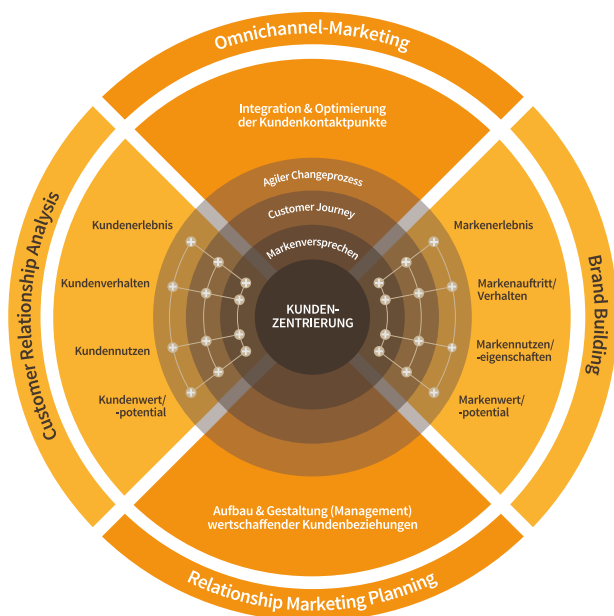 Omnichannel-Marketing
Integration & Optimierung
der Kundenkontaktpunkte
Agiler Changeprozess
Customer Journey
Markenversprechen
KUNDEN-
ZENTRIERUNG
Customer Relationship Analysis
Kundenerlebnis
Kundenverhalten
Kundennutzen
Kundenwert/
-potential
Markenerlebnis
Markenauftritt/
Verhalten
Markennutzen/
-eigenschaften
Markenwert/
-potential
Brand Building
Aufbau & Gestaltung (Management)
wertschaffender Kundenbeziehungen
Relationship Marketing Planning